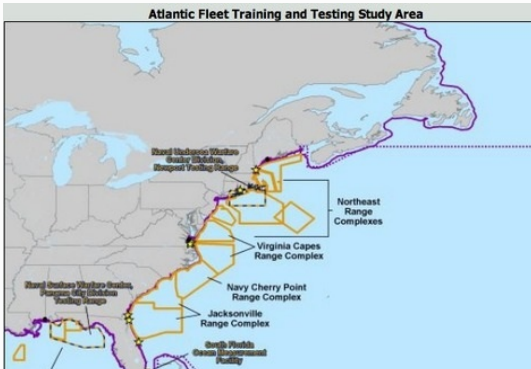 Atlantic Fleet Training and Testing Study Area
Naval Undersea Warfare
Center Division,
Newport Testing Range
Northeast
Range
Complexes
Virginia Capes
Range Complex
Navy Cherry Point
Range Complex
Naval Surface Warfare Center,
Panama City Division
Testing Range
Jacksonville
Range Complex
South Florida
Ocean Measurement
Facility